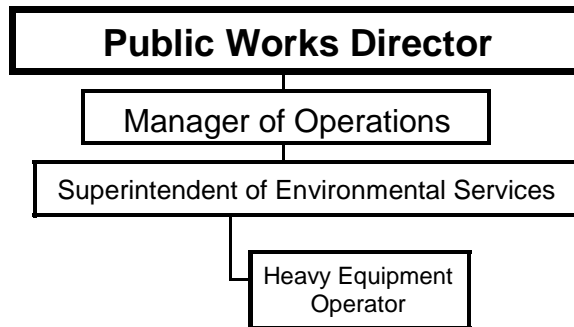 Public Works Director
Manager of Operations
Superintendent of Environmental Services
Heavy Equipment
Operator